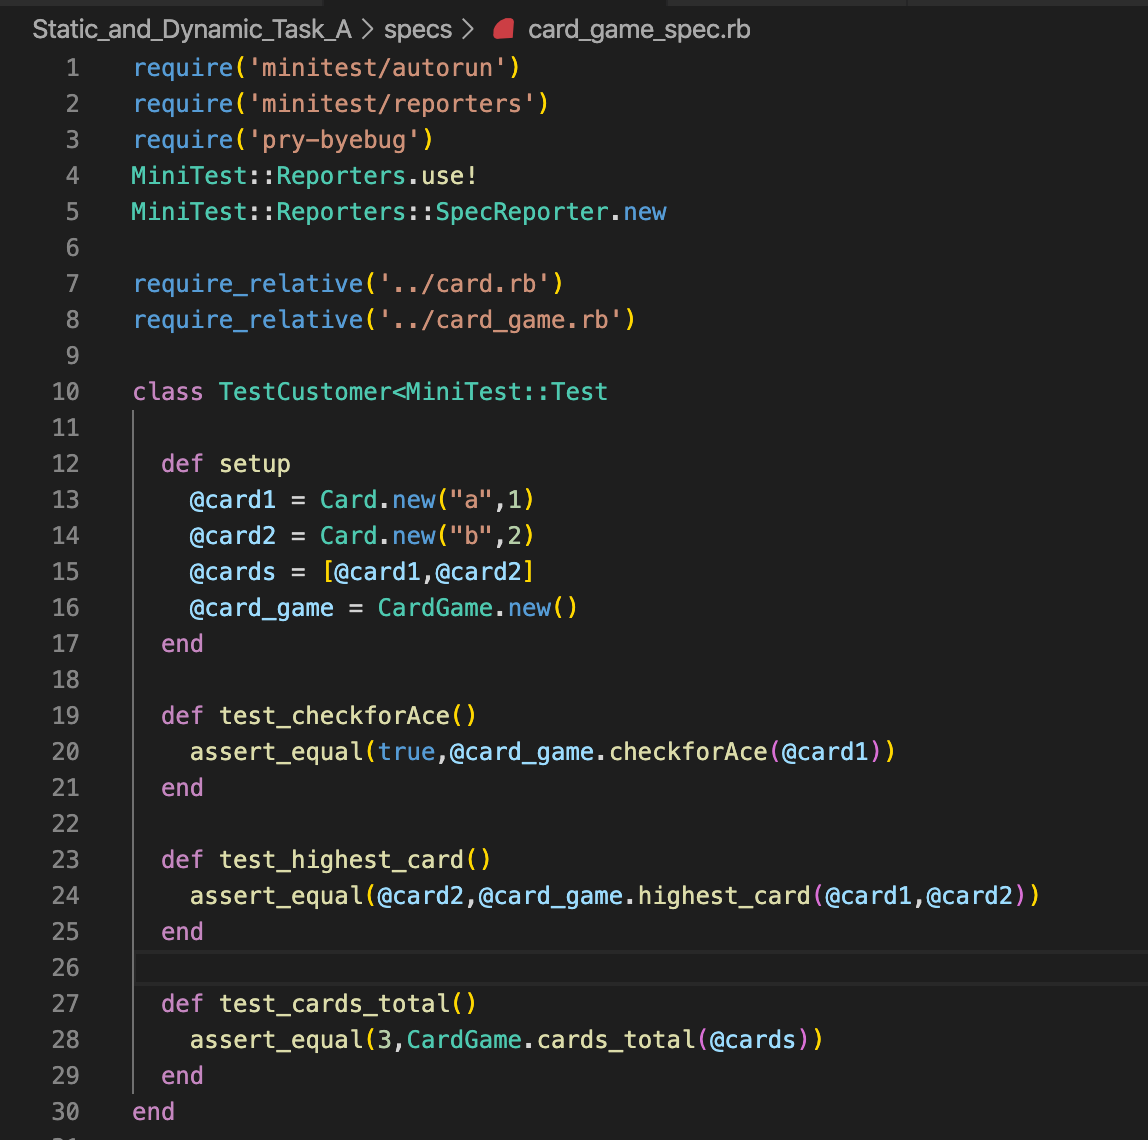 Static_and_Dynamic_Task_A > specs > card_game_spec.rb
1 require('minitest/autorun')
2 require('minitest/reporters')
3 require('pry-byebug')
4 MiniTest::Reporters.use!
5 MiniTest::Reporters::SpecReporter.new
6
7 require_relative('../card.rb')
8 require_relative('../card_game.rb')
9
10 class TestCustomer<MiniTest::Test
11
12   def setup
13     @card1 = Card.new("a",1)
14     @card2 = Card.new("b",2)
15     @cards = [@card1,@card2]
16     @card_game = CardGame.new()
17   end
18
19   def test_checkforAce()
20     assert_equal(true,@card_game.checkforAce(@card1))
21   end
22
23   def test_highest_card()
24     assert_equal(@card2,@card_game.highest_card(@card1,@card2))
25   end
26
27   def test_cards_total()
28     assert_equal(3,CardGame.cards_total(@cards))
29   end
30 end